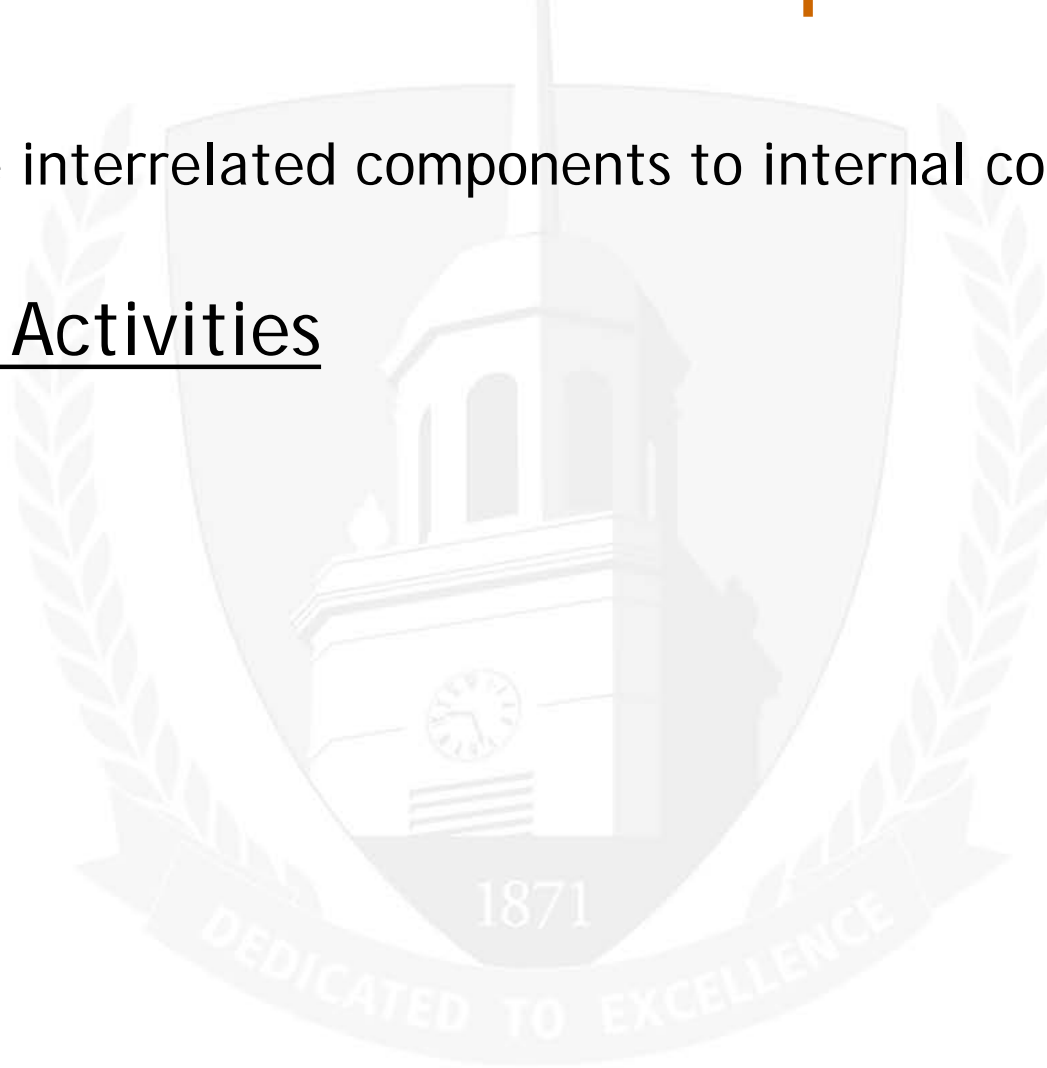 interrelated components to internal co
Activities
1871
DEDICATED TO EXCELLENCE